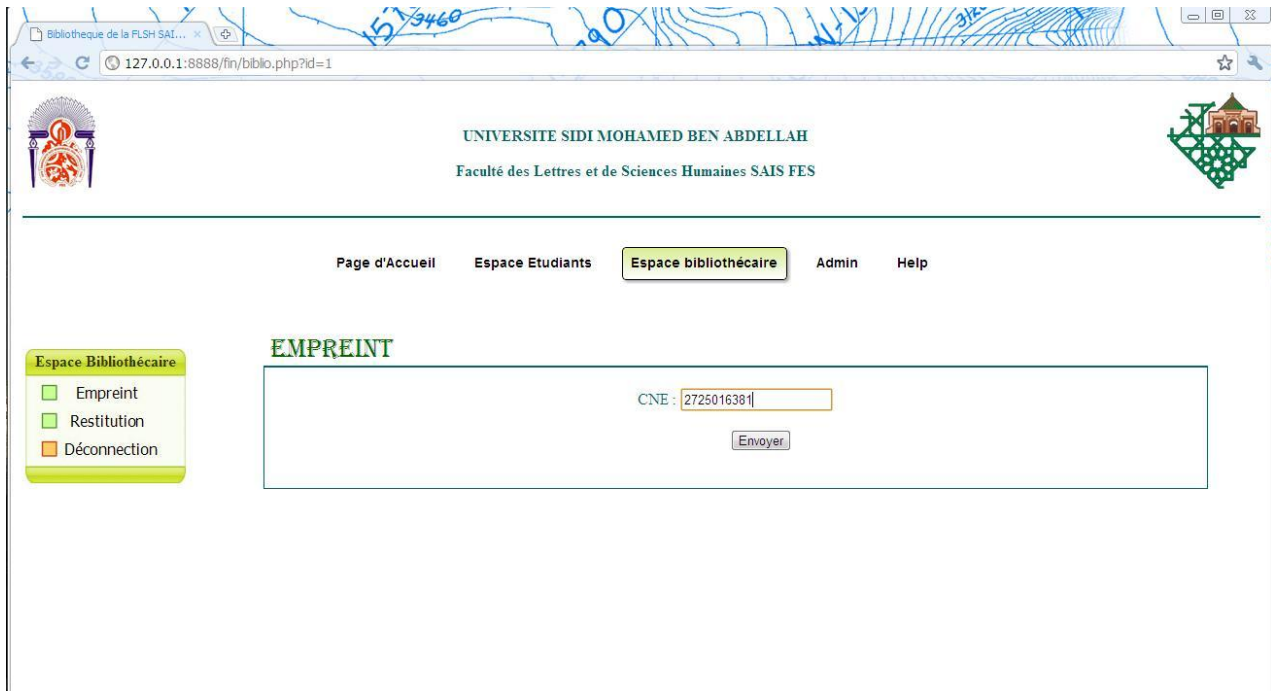 3460
Bibliotheque de la FLSH SAI...
127.0.0.1:8888/fin/biblio.php?id=1
UNIVERSITE SIDI MOHAMED BEN ABDELLAH
Faculté des Lettres et de Sciences Humaines SAIS FES
Page d'Accueil Espace Etudiants Espace bibliothécaire Admin Help
Espace Bibliothécaire
Empreint
Restitution
Déconnection
EMPREINT
CNE : 2725016381
Envoyer